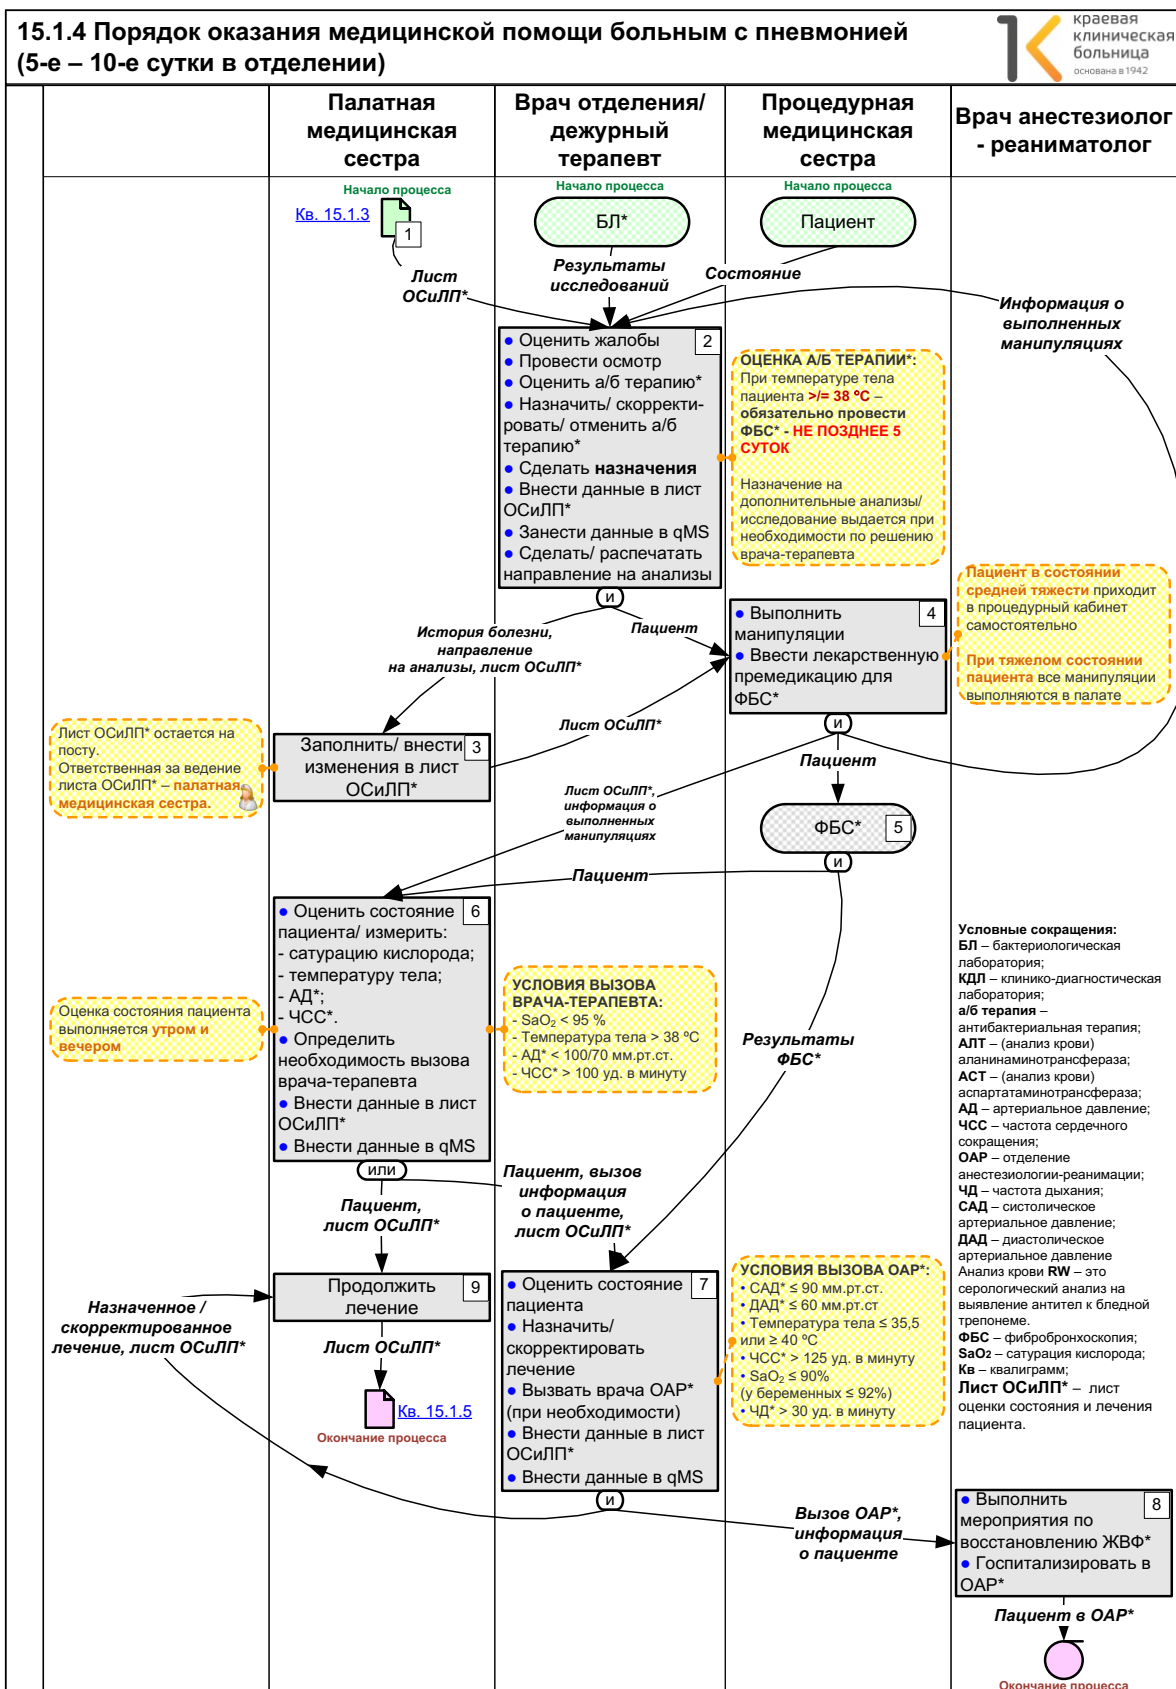 15.1.4 Порядок оказания медицинской помощи больным с пневмонией
(5-е – 10-е сутки в отделении)
краевая
клиническая
больница
основана в 1942
Палатная
медицинская
сестра
Врач отделения/
дежурный
терапевт
Процедурная
медицинская
сестра
Врач анестезиолог
- реаниматолог
Начало процесса
Кв. 15.1.3
1
Начало процесса
БЛ*
Начало процесса
Пациент
Лист
ОСиЛП*
Результаты
исследований
Состояние
Информация о
выполненных
манипуляциях
2
● Оценить жалобы
● Провести осмотр
● Оценить а/б терапию*
● Назначить/ скорректи-
ровать/ отменить а/б
терапию*
● Сделать назначения
● Внести данные в лист
ОСиЛП*
● Занести данные в qMS
● Сделать/ распечатать
направление на анализы
и
ОЦЕНКА А/Б ТЕРАПИИ*:
При температуре тела
пациента >/= 38 ºС –
обязательно провести
ФБС* - НЕ ПОЗДНЕЕ 5
СУТОК
Назначение на
дополнительные анализы/
исследование выдается при
необходимости по решению
врача-терапевта
История болезни,
направление
на анализы, лист ОСиЛП*
Пациент
4
● Выполнить
манипуляции
● Ввести лекарственную
премедикацию для
ФБС*
и
Пациент в состоянии
средней тяжести приходит
в процедурный кабинет
самостоятельно
При тяжелом состоянии
пациента все манипуляции
выполняются в палате
Лист ОСиЛП* остается на
посту.
Ответственная за ведение
листа ОСиЛП* – палатная
медицинская сестра.
3
Заполнить/ внести
изменения в лист
ОСиЛП*
Лист ОСиЛП*
Пациент
Лист ОСиЛП*,
информация о
выполненных
манипуляциях
ФБС*
5
и
Пациент
6
● Оценить состояние
пациента/ измерить:
- сатурацию кислорода;
- температуру тела;
- АД*;
- ЧСС*.
● Определить
необходимость вызова
врача-терапевта
● Внести данные в лист
ОСиЛП*
● Внести данные в qMS
или
Оценка состояния пациента
выполняется утром и
вечером
УСЛОВИЯ ВЫЗОВА
ВРАЧА-ТЕРАПЕВТА:
- SaO2 < 95 %
- Температура тела > 38 ºС
- АД* < 100/70 мм.рт.ст.
- ЧСС* > 100 уд. в минуту
Результаты
ФБС*
Условные сокращения:
БЛ – бактериологическая
лаборатория;
КДЛ – клинико-диагностическая
лаборатория;
а/б терапия –
антибактериальная терапия;
АЛТ – (анализ крови)
аланинаминотрансфераза;
АСТ – (анализ крови)
аспартатаминотрансфераза;
АД – артериальное давление;
ЧСС – частота сердечного
сокращения;
ОАР – отделение
анестезиологии-реанимации;
ЧД – частота дыхания;
САД – систолическое
артериальное давление;
ДАД – диастолическое
артериальное давление
Анализ крови RW – это
серологический анализ на
выявление антител к бледной
трепонеме.
ФБС – фибробронхоскопия;
SaO2 – сатурация кислорода;
Кв – квалиграмм;
Лист ОСиЛП* – лист
оценки состояния и лечения
пациента.
Пациент,
лист ОСиЛП*
Пациент, вызов
информация
о пациенте,
лист ОСиЛП*
9
Продолжить
лечение
Назначенное /
скорректированное
лечение, лист ОСиЛП*
Лист ОСиЛП*
Кв. 15.1.5
Окончание процесса
7
● Оценить состояние
пациента
● Назначить/
скорректировать
лечение
● Вызвать врача ОАР*
(при необходимости)
● Внести данные в лист
ОСиЛП*
● Внести данные в qMS
и
УСЛОВИЯ ВЫЗОВА ОАР*:
• САД* ≤ 90 мм.рт.ст.
• ДАД* ≤ 60 мм.рт.ст
• Температура тела ≤ 35,5
или ≥ 40 ºС
• ЧСС* > 125 уд. в минуту
• SaO2 ≤ 90%
(у беременных ≤ 92%)
• ЧД* > 30 уд. в минуту
Вызов ОАР*,
информация
о пациенте
8
● Выполнить
мероприятия по
восстановлению ЖВФ*
● Госпитализировать в
ОАР*
Пациент в ОАР*
Окончание процесса